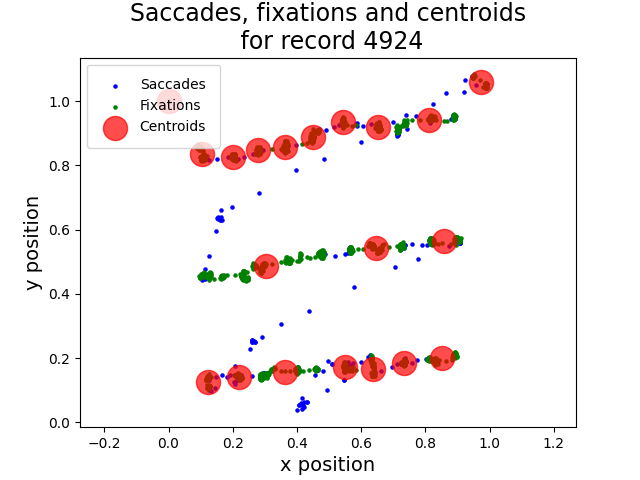 Saccades, fixations and centroids
for record 4924
Saccades
Fixations
Centroids
y position
1.0
0.8
0.6
0.4
0.2
0.0
−0.2
0.0
0.2
0.4
0.6
0.8
1.0
1.2
x position